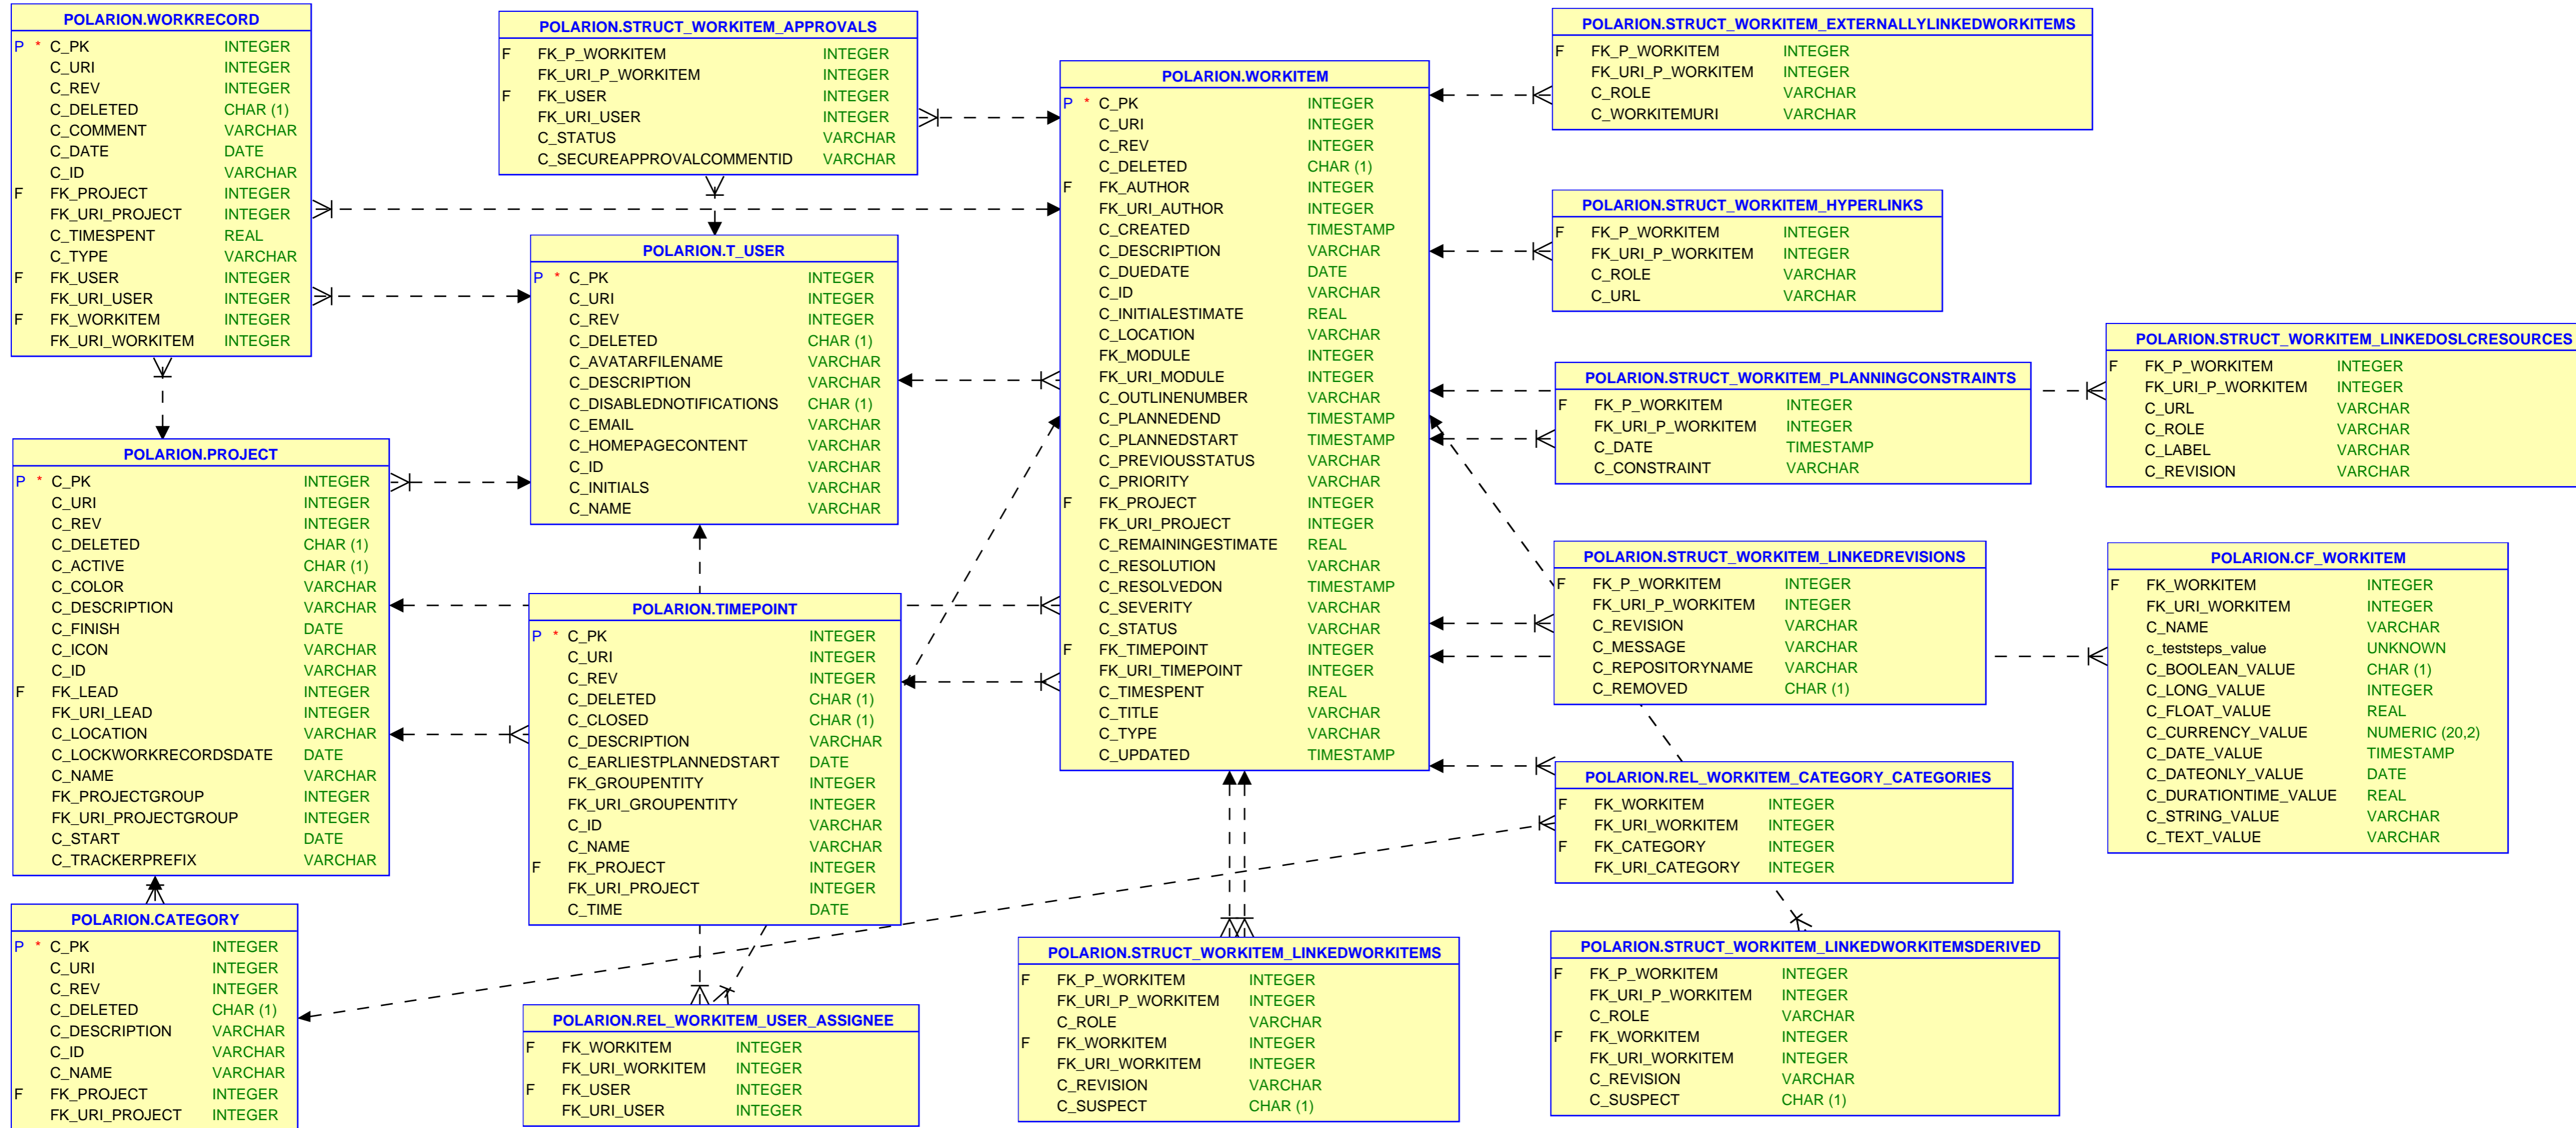 POLARION.WORKRECORD
P * C_PK INTEGER
C_URI INTEGER
C_REV INTEGER
C_DELETED CHAR (1)
C_COMMENT VARCHAR
C_DATE DATE
C_ID VARCHAR
F FK_PROJECT INTEGER
FK_URI_PROJECT INTEGER
C_TIMESPENT REAL
C_TYPE VARCHAR
F FK_USER INTEGER
FK_URI_USER INTEGER
F FK_WORKITEM INTEGER
FK_URI_WORKITEM INTEGER
POLARION.STRUCT_WORKITEM_APPROVALS
F FK_P_WORKITEM INTEGER
FK_URI_P_WORKITEM INTEGER
F FK_USER INTEGER
FK_URI_USER INTEGER
C_STATUS VARCHAR
C_SECUREAPPROVALCOMMENTID VARCHAR
POLARION.WORKITEM
P * C_PK INTEGER
C_URI INTEGER
C_REV INTEGER
C_DELETED CHAR (1)
F FK_AUTHOR INTEGER
FK_URI_AUTHOR INTEGER
C_CREATED TIMESTAMP
C_DESCRIPTION VARCHAR
C_DUEDATE DATE
C_ID VARCHAR
C_INITIALESTIMATE REAL
C_LOCATION VARCHAR
FK_MODULE INTEGER
FK_URI_MODULE INTEGER
C_OUTLINENUMBER VARCHAR
C_PLANNEDEND TIMESTAMP
C_PLANNEDSTART TIMESTAMP
C_PREVIOUSSTATUS VARCHAR
C_PRIORITY VARCHAR
F FK_PROJECT INTEGER
FK_URI_PROJECT INTEGER
C_REMAININGESTIMATE REAL
C_RESOLUTION VARCHAR
C_RESOLVEDON TIMESTAMP
C_SEVERITY VARCHAR
C_STATUS VARCHAR
F FK_TIMEPOINT INTEGER
FK_URI_TIMEPOINT INTEGER
C_TIMESPENT REAL
C_TITLE VARCHAR
C_TYPE VARCHAR
C_UPDATED TIMESTAMP
POLARION.STRUCT_WORKITEM_EXTERNALLYLINKEDWORKITEMS
F FK_P_WORKITEM INTEGER
FK_URI_P_WORKITEM INTEGER
C_ROLE VARCHAR
C_WORKITEMURI VARCHAR
POLARION.STRUCT_WORKITEM_HYPERLINKS
F FK_P_WORKITEM INTEGER
FK_URI_P_WORKITEM INTEGER
C_ROLE VARCHAR
C_URL VARCHAR
POLARION.T_USER
P * C_PK INTEGER
C_URI INTEGER
C_REV INTEGER
C_DELETED CHAR (1)
C_AVATARFILENAME VARCHAR
C_DESCRIPTION VARCHAR
C_DISABLEDNOTIFICATIONS CHAR (1)
C_EMAIL VARCHAR
C_HOMEPAGECONTENT VARCHAR
C_ID VARCHAR
C_INITIALS VARCHAR
C_NAME VARCHAR
POLARION.STRUCT_WORKITEM_PLANNINGCONSTRAINTS
F FK_P_WORKITEM INTEGER
FK_URI_P_WORKITEM INTEGER
C_DATE TIMESTAMP
C_CONSTRAINT VARCHAR
POLARION.STRUCT_WORKITEM_LINKEDOSLCRESOURCES
F FK_P_WORKITEM INTEGER
FK_URI_P_WORKITEM INTEGER
C_URL VARCHAR
C_ROLE VARCHAR
C_LABEL VARCHAR
C_REVISION VARCHAR
POLARION.PROJECT
P * C_PK INTEGER
C_URI INTEGER
C_REV INTEGER
C_DELETED CHAR (1)
C_ACTIVE CHAR (1)
C_COLOR VARCHAR
C_DESCRIPTION VARCHAR
C_FINISH DATE
C_ICON VARCHAR
C_ID VARCHAR
F FK_LEAD INTEGER
FK_URI_LEAD INTEGER
C_LOCATION VARCHAR
C_LOCKWORKRECORDSDATE DATE
C_NAME VARCHAR
FK_PROJECTGROUP INTEGER
FK_URI_PROJECTGROUP INTEGER
C_START DATE
C_TRACKERPREFIX VARCHAR
POLARION.TIMEPOINT
P * C_PK INTEGER
C_URI INTEGER
C_REV INTEGER
C_DELETED CHAR (1)
C_CLOSED CHAR (1)
C_DESCRIPTION VARCHAR
C_EARLIESTPLANNEDSTART DATE
FK_GROUPENTITY INTEGER
FK_URI_GROUPENTITY INTEGER
C_ID VARCHAR
C_NAME VARCHAR
F FK_PROJECT INTEGER
FK_URI_PROJECT INTEGER
C_TIME DATE
POLARION.STRUCT_WORKITEM_LINKEDREVISIONS
F FK_P_WORKITEM INTEGER
FK_URI_P_WORKITEM INTEGER
C_REVISION VARCHAR
C_MESSAGE VARCHAR
C_REPOSITORYNAME VARCHAR
C_REMOVED CHAR (1)
POLARION.CF_WORKITEM
F FK_WORKITEM INTEGER
FK_URI_WORKITEM INTEGER
C_NAME VARCHAR
c_teststeps_value UNKNOWN
C_BOOLEAN_VALUE CHAR (1)
C_LONG_VALUE INTEGER
C_FLOAT_VALUE REAL
C_CURRENCY_VALUE NUMERIC (20,2)
C_DATE_VALUE TIMESTAMP
C_DATEONLY_VALUE DATE
C_DURATIONTIME_VALUE REAL
C_STRING_VALUE VARCHAR
C_TEXT_VALUE VARCHAR
POLARION.REL_WORKITEM_CATEGORY_CATEGORIES
F FK_WORKITEM INTEGER
FK_URI_WORKITEM INTEGER
F FK_CATEGORY INTEGER
FK_URI_CATEGORY INTEGER
POLARION.CATEGORY
P * C_PK INTEGER
C_URI INTEGER
C_REV INTEGER
C_DELETED CHAR (1)
C_DESCRIPTION VARCHAR
C_ID VARCHAR
C_NAME VARCHAR
F FK_PROJECT INTEGER
FK_URI_PROJECT INTEGER
POLARION.REL_WORKITEM_USER_ASSIGNEE
F FK_WORKITEM INTEGER
FK_URI_WORKITEM INTEGER
F FK_USER INTEGER
FK_URI_USER INTEGER
POLARION.STRUCT_WORKITEM_LINKEDWORKITEMS
F FK_P_WORKITEM INTEGER
FK_URI_P_WORKITEM INTEGER
C_ROLE VARCHAR
F FK_WORKITEM INTEGER
FK_URI_WORKITEM INTEGER
C_REVISION VARCHAR
C_SUSPECT CHAR (1)
POLARION.STRUCT_WORKITEM_LINKEDWORKITEMSDERIVED
F FK_P_WORKITEM INTEGER
FK_URI_P_WORKITEM INTEGER
C_ROLE VARCHAR
F FK_WORKITEM INTEGER
FK_URI_WORKITEM INTEGER
C_REVISION VARCHAR
C_SUSPECT CHAR (1)